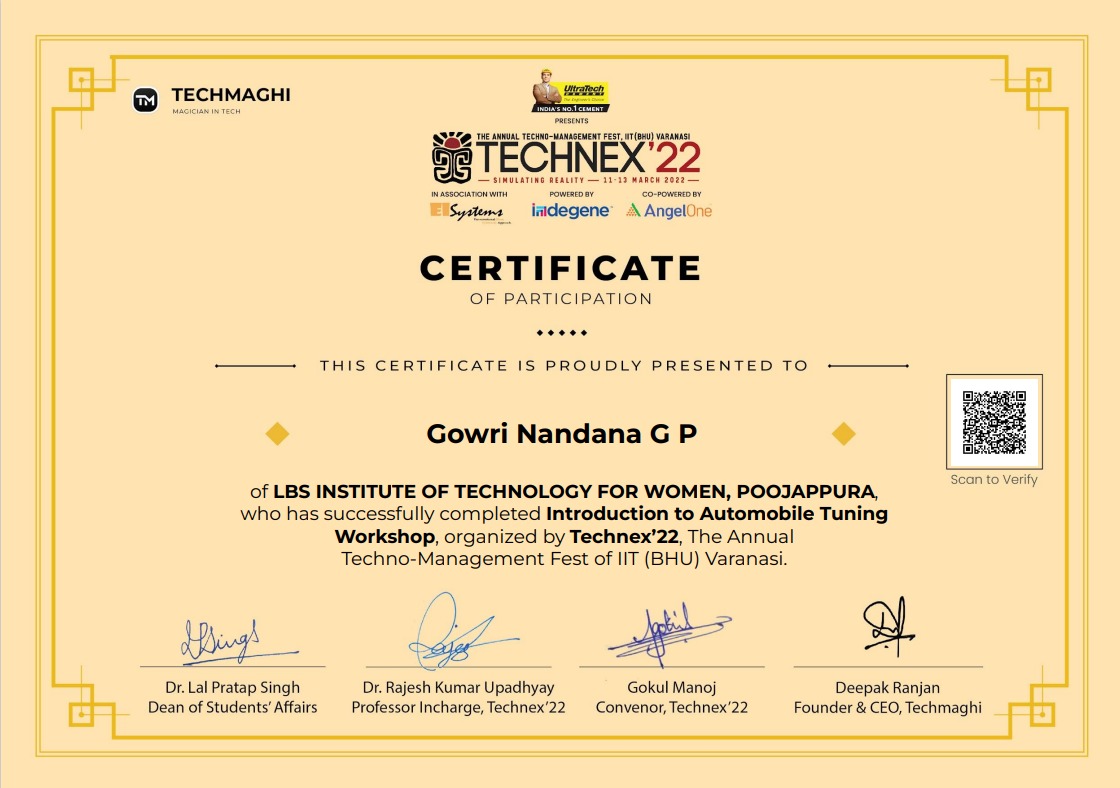 TM
TECHMAGHI
MAGICIAN IN TECH
UltraTech
CEMENT
The Engineer's Choice
INDIA'S NO.1 CEMENT
PRESENTS
THE ANNUAL TECHNO-MANAGEMENT FEST, IIT(BHU) VARANASI
TECHNEX'22
SIMULATING REALITY — 11-13 MARCH 2022
IN ASSOCIATION WITH POWERED BY CO-POWERED BY
EI Systems indegene AngelOne
CERTIFICATE
OF PARTICIPATION
THIS CERTIFICATE IS PROUDLY PRESENTED TO
Gowri Nandana G P
Scan to Verify
of LBS INSTITUTE OF TECHNOLOGY FOR WOMEN, POOJAPPURA,
who has successfully completed Introduction to Automobile Tuning
Workshop, organized by Technex’22, The Annual
Techno-Management Fest of IIT (BHU) Varanasi.
Dr. Lal Pratap Singh
Dean of Students’ Affairs
Dr. Rajesh Kumar Upadhyay
Professor Incharge, Technex’22
Gokul Manoj
Convenor, Technex’22
Deepak Ranjan
Founder & CEO, Techmaghi